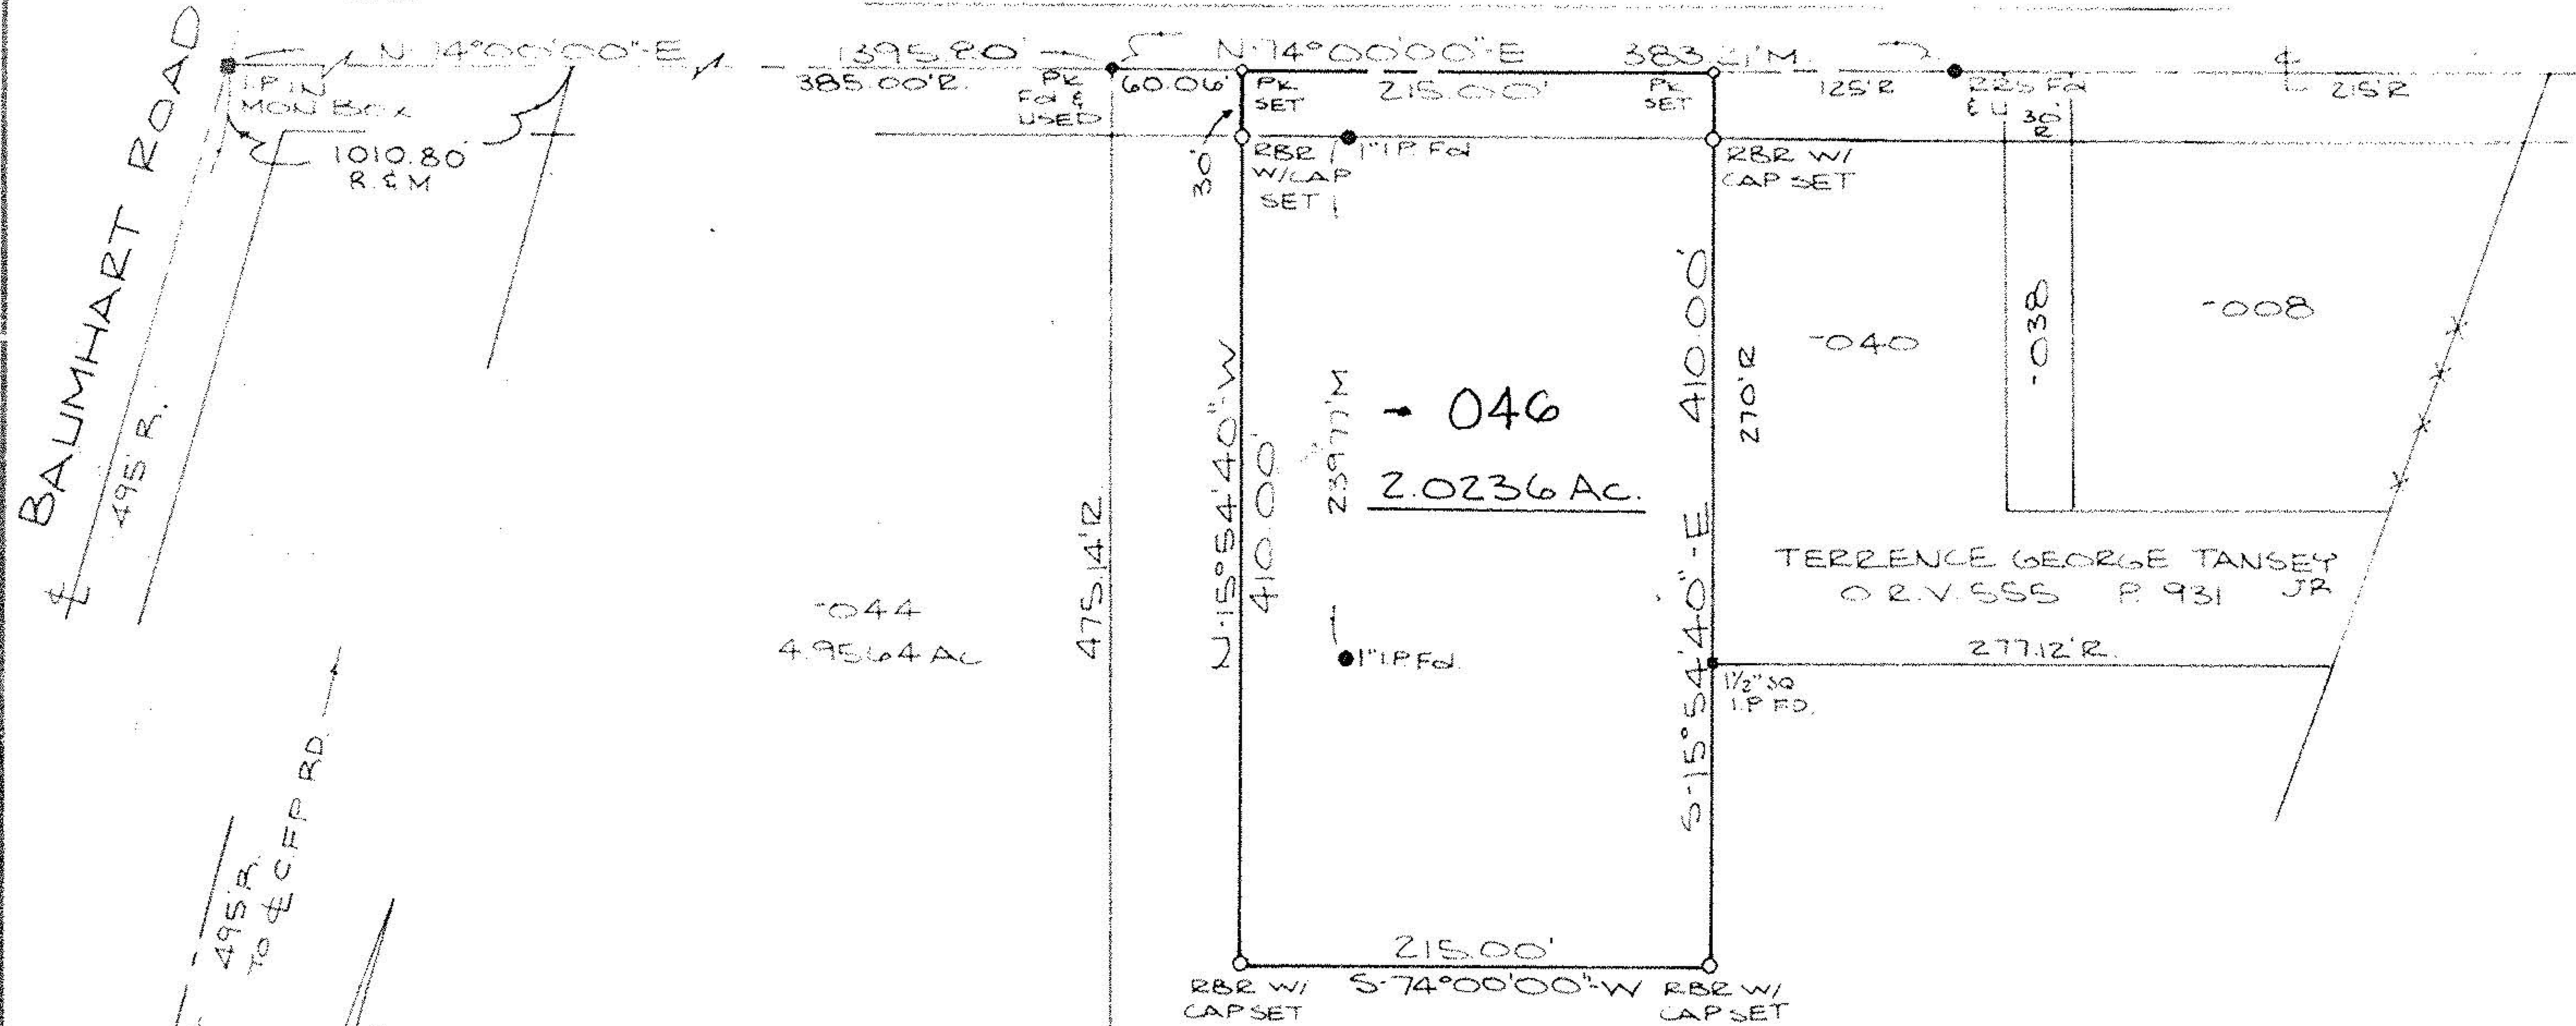 BAUMHART ROAD
N-74°00'00"-E
1395.80'
385.00'R.
I.P. IN
MON BOX
1010.80'
R. & M
PK
Fd &
USED
60.06'
N-74°00'00"-E
383.21'M.
PK
SET
215.00'
PK
SET
125'R
RRS Fd
& U
30'
R.
℄
215'R
30'
RBR
W/CAP
SET
1" I.P. Fd
RBR W/
CAP SET
495' R.
℄
475.14'R.
N-15°54'40"-W
410.00'
239.77'M
- 046
2.0236 AC.
S-15°54'40"-E 410.00'
270'R
-040
-038
-008
TERRENCE GEORGE TANSEY
JR
O.R.V. 555 P. 931
277.12'R.
1½" SQ
I.P. FD.
1" I.P. Fd.
-044
4.9564 AC
495'R.
TO ℄ C.F.P RD.
215.00'
S-74°00'00"-W
RBR W/
CAP SET
RBR W/
CAP SET